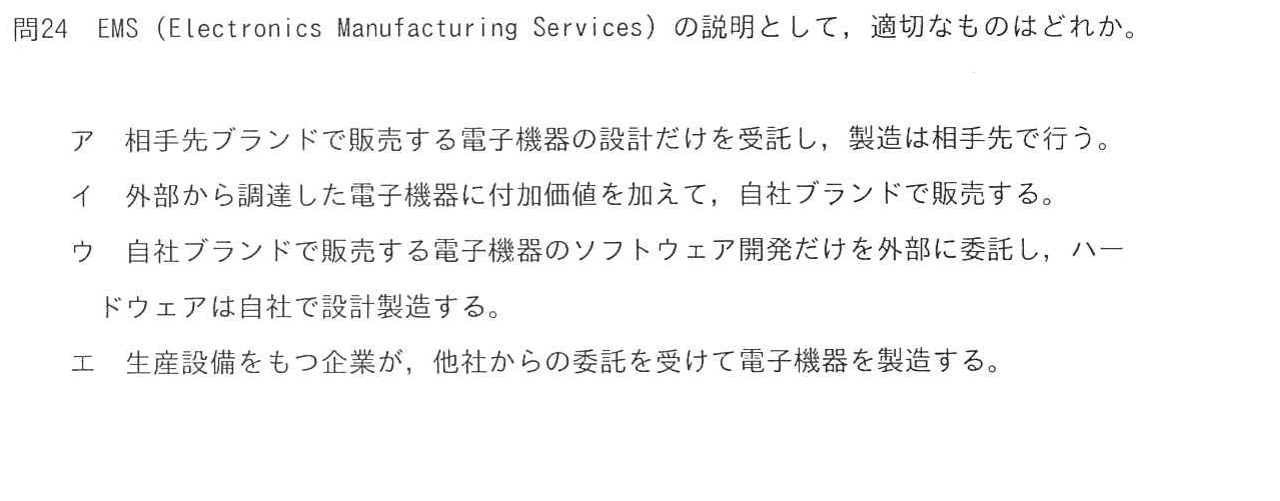 問24　EMS (Electronics Manufacturing Services) の説明として，適切なものはどれか。
ア　相手先ブランドで販売する電子機器の設計だけを受託し，製造は相手先で行う。
イ　外部から調達した電子機器に付加価値を加えて，自社ブランドで販売する。
ウ　自社ブランドで販売する電子機器のソフトウェア開発だけを外部に委託し，ハー
ドウェアは自社で設計製造する。
エ　生産設備をもつ企業が，他社からの委託を受けて電子機器を製造する。